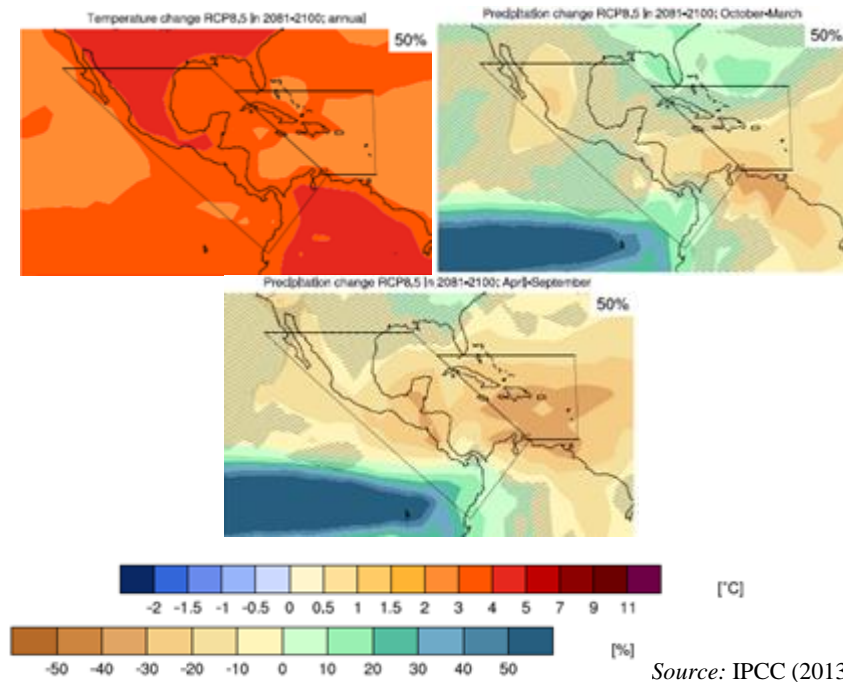 Temperature change RCP8.5 in 2081-2100: annual
50%
Precipitation change RCP8.5 in 2081-2100: October-March
50%
Precipitation change RCP8.5 in 2081-2100: April-September
50%
-2 -1.5 -1 -0.5 0 0.5 1 1.5 2 3 4 5 7 9 11
[°C]
-50 -40 -30 -20 -10 0 10 20 30 40 50
[%]
Source: IPCC (2013